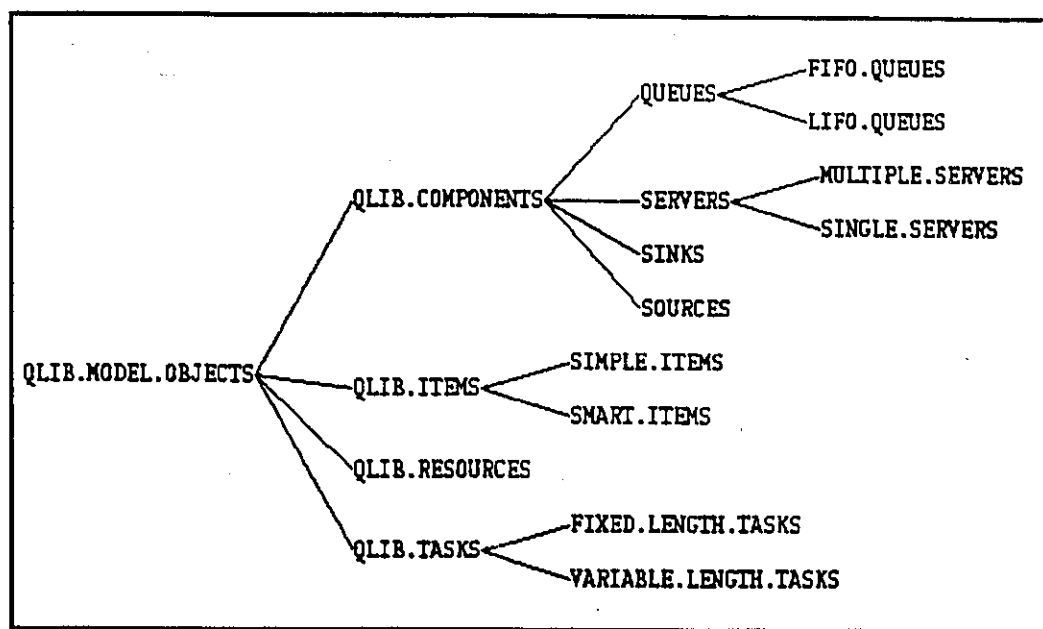 FIFO.QUEUES
QUEUES
LIFO.QUEUES
MULTIPLE.SERVERS
QLIB.COMPONENTS
SERVERS
SINGLE.SERVERS
SINKS
SOURCES
QLIB.MODEL.OBJECTS
SIMPLE.ITEMS
QLIB.ITEMS
SMART.ITEMS
QLIB.RESOURCES
FIXED.LENGTH.TASKS
QLIB.TASKS
VARIABLE.LENGTH.TASKS